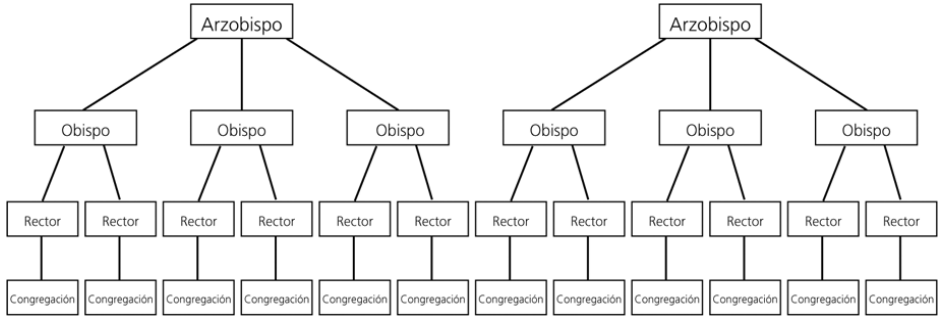 Arzobispo Arzobispo
Obispo Obispo Obispo Obispo Obispo Obispo
Rector Rector Rector Rector Rector Rector Rector Rector Rector Rector Rector Rector
Congregación Congregación Congregación Congregación Congregación Congregación Congregación Congregación Congregación Congregación Congregación Congregación